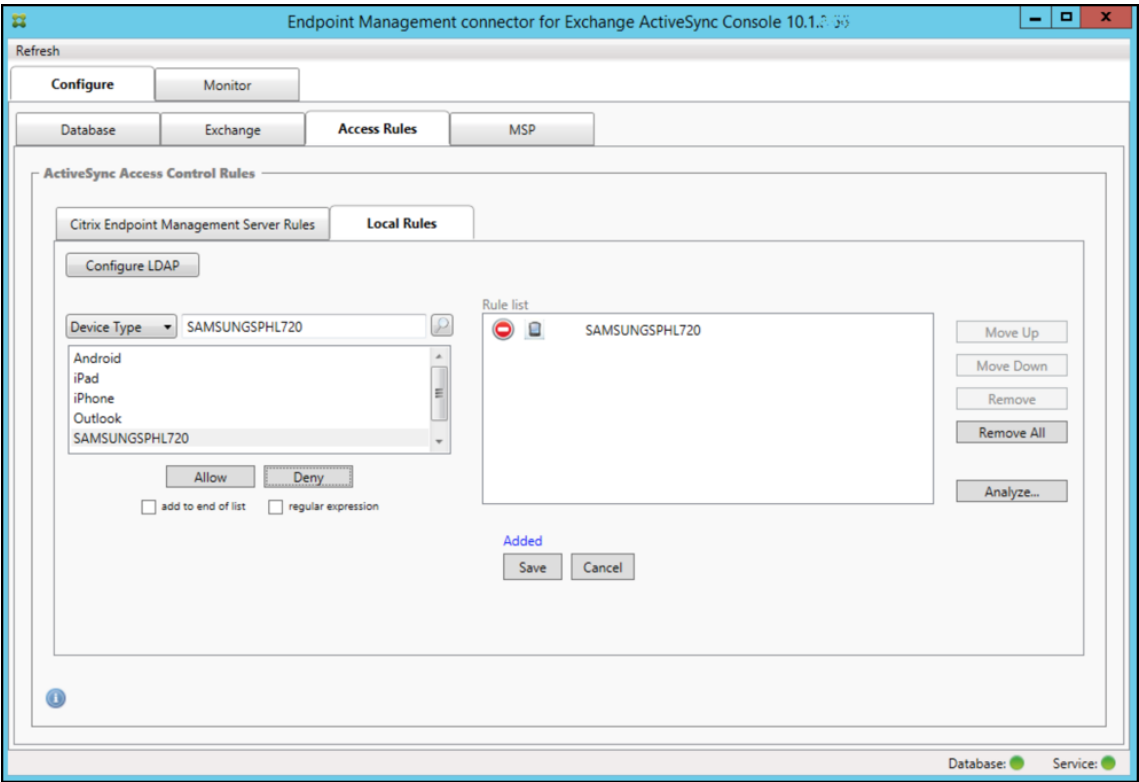 Endpoint Management connector for Exchange ActiveSync Console 10.1.
Refresh
Configure Monitor
Database Exchange Access Rules MSP
ActiveSync Access Control Rules
Citrix Endpoint Management Server Rules Local Rules
Configure LDAP
Rule list
Device Type SAMSUNGSPHL720
SAMSUNGSPHL720
Move Up
Android
iPad
Move Down
iPhone
Remove
Outlook
SAMSUNGSPHL720
Remove All
Allow Deny
Analyze...
add to end of list regular expression
Added
Save Cancel
Database: Service: